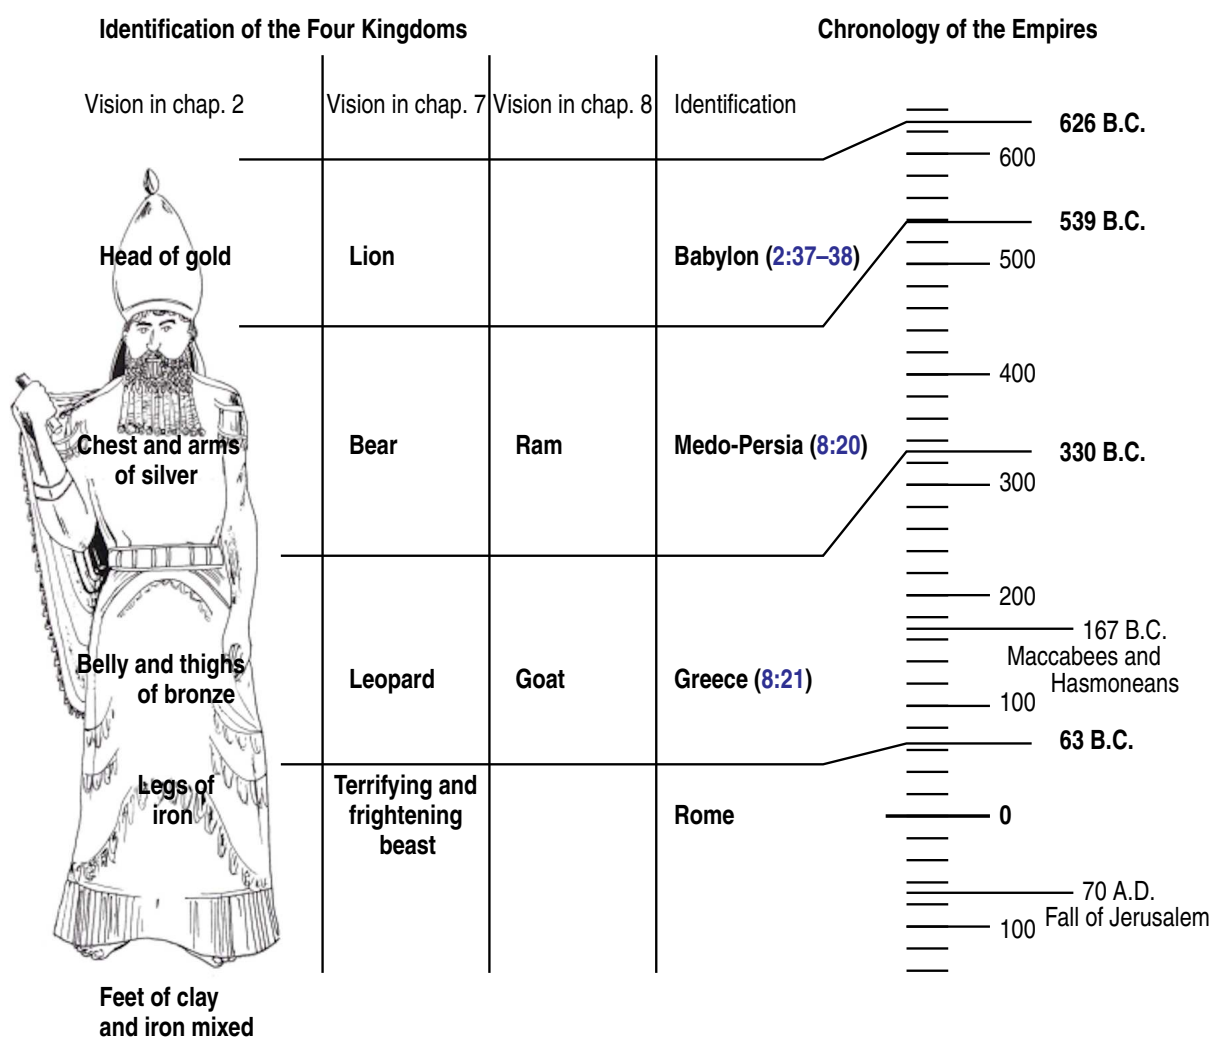 Identification of the Four Kingdoms
Chronology of the Empires
Vision in chap. 2
Vision in chap. 7
Vision in chap. 8
Identification
626 B.C.
600
539 B.C.
Head of gold
Lion
Babylon (2:37–38)
500
400
Chest and arms
of silver
Bear
Ram
Medo-Persia (8:20)
330 B.C.
300
200
167 B.C.
Maccabees and
Hasmoneans
Belly and thighs
of bronze
Leopard
Goat
Greece (8:21)
100
63 B.C.
Legs of
iron
Terrifying and
frightening
beast
Rome
0
70 A.D.
Fall of Jerusalem
100
Feet of clay
and iron mixed